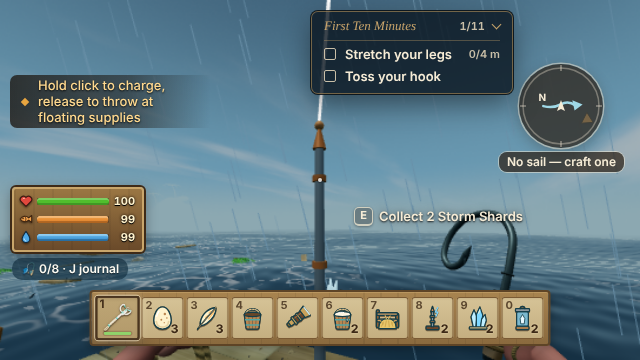 First Ten Minutes 1/11
Stretch your legs 0/4 m
Toss your hook
Hold click to charge,
release to throw at
floating supplies
N
No sail — craft one
100
99
99
E Collect 2 Storm Shards
0/8 · J journal
1 2 3 4 5 6 7 8 9 0
3 3 2 2 2 2